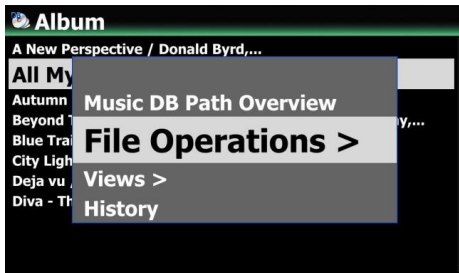 Album
A New Perspective / Donald Byrd,...
All My
Autumn
Music DB Path Overview
Beyond
y,...
Blue Trai
File Operations >
City Ligh
Deja vu
Views >
Diva - Th
History